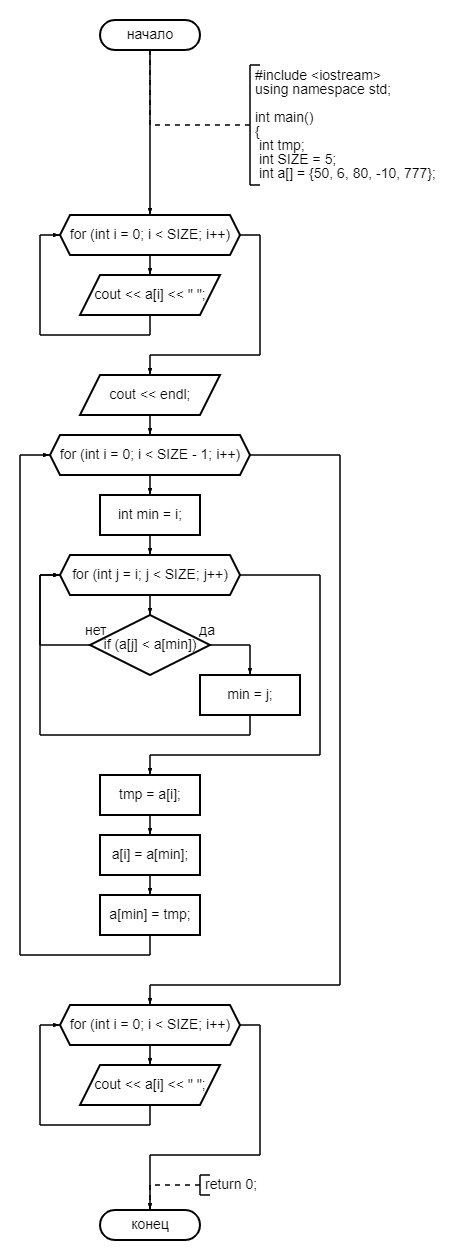 начало
#include <iostream>
using namespace std;
int main()
{
int tmp;
int SIZE = 5;
int a[] = {50, 6, 80, -10, 777};
for (int i = 0; i < SIZE; i++)
cout << a[i] << " ";
cout << endl;
for (int i = 0; i < SIZE - 1; i++)
int min = i;
for (int j = i; j < SIZE; j++)
нет
да
if (a[j] < a[min])
min = j;
tmp = a[i];
a[i] = a[min];
a[min] = tmp;
for (int i = 0; i < SIZE; i++)
cout << a[i] << " ";
return 0;
конец